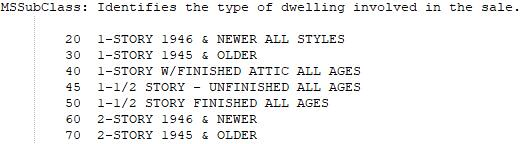 MSSubClass: Identifies the type of dwelling involved in the sale.
20 1-STORY 1946 & NEWER ALL STYLES
30 1-STORY 1945 & OLDER
40 1-STORY W/FINISHED ATTIC ALL AGES
45 1-1/2 STORY - UNFINISHED ALL AGES
50 1-1/2 STORY FINISHED ALL AGES
60 2-STORY 1946 & NEWER
70 2-STORY 1945 & OLDER